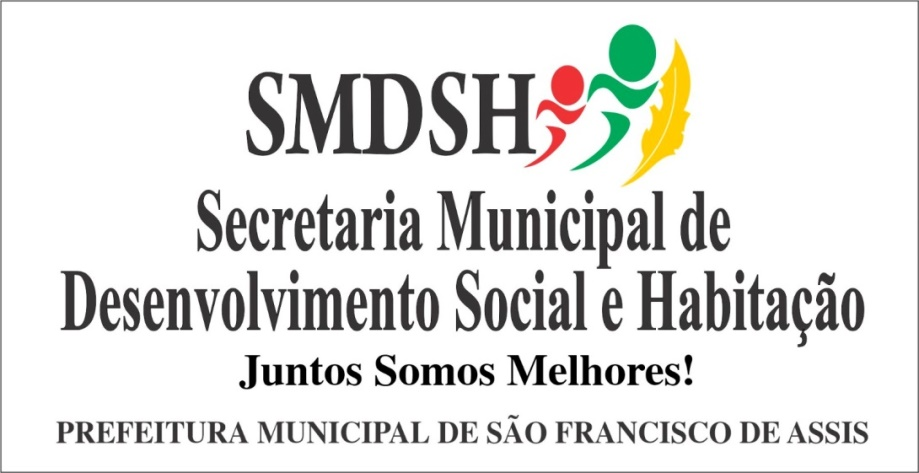 SMDSH
Secretaria Municipal de
Desenvolvimento Social e Habitação
Juntos Somos Melhores!
PREFEITURA MUNICIPAL DE SÃO FRANCISCO DE ASSIS